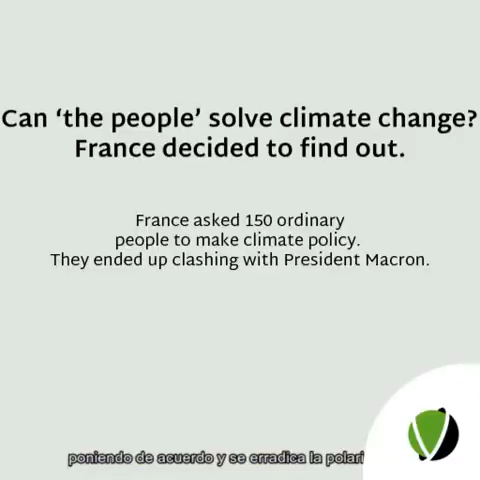 Can ‘the people’ solve climate change?
France decided to find out.
France asked 150 ordinary
people to make climate policy.
They ended up clashing with President Macron.
poniendo de acuerdo y se erradica la